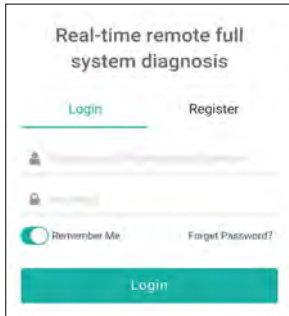 Real-time remote full
system diagnosis
Login Register
Remember Me Forget Password?
Login